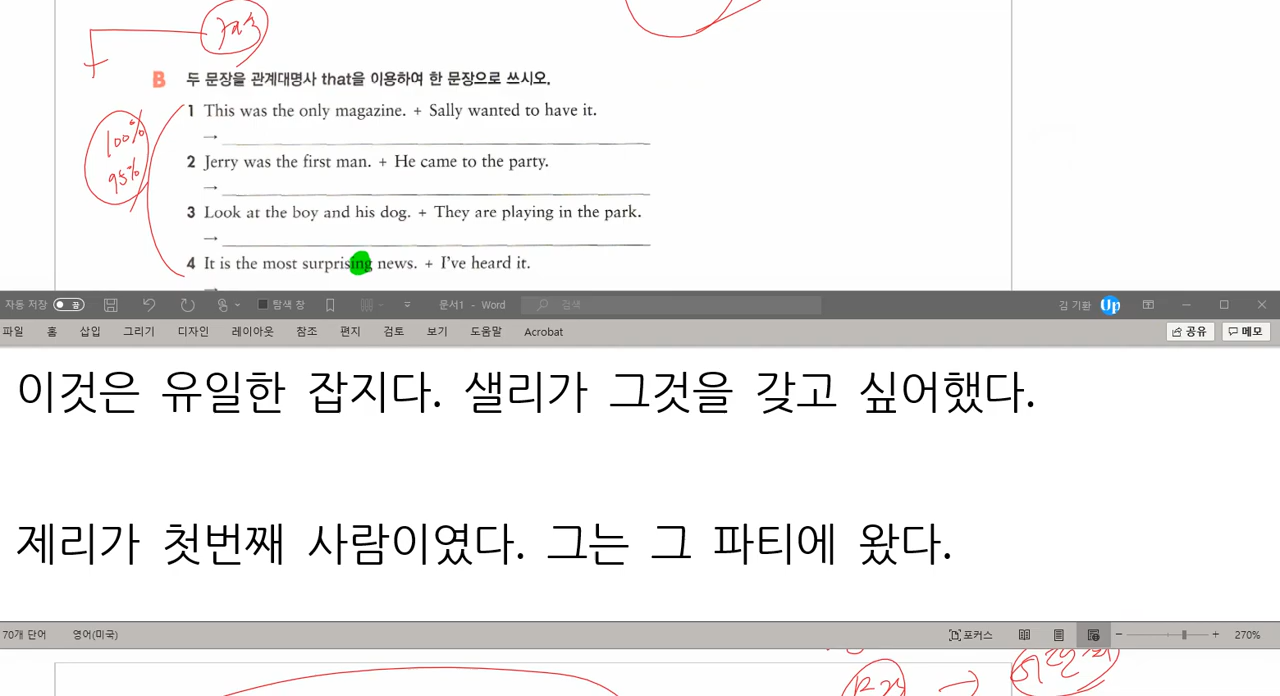 B 두 문장을 관계대명사 that을 이용하여 한 문장으로 쓰시오.
1 This was the only magazine. + Sally wanted to have it.
→
100%
95%
2 Jerry was the first man. + He came to the party.
→
3 Look at the boy and his dog. + They are playing in the park.
→
4 It is the most surprising news. + I've heard it.
→
자동 저장 끔 탐색 창 문서1 - Word 검색 김 기환 Up
파일 홈 삽입 그리기 디자인 레이아웃 참조 편지 검토 보기 도움말 Acrobat 공유 메모
이것은 유일한 잡지다. 샐리가 그것을 갖고 싶어했다.
제리가 첫번째 사람이였다. 그는 그 파티에 왔다.
70개 단어 영어(미국) 포커스 - + 270%